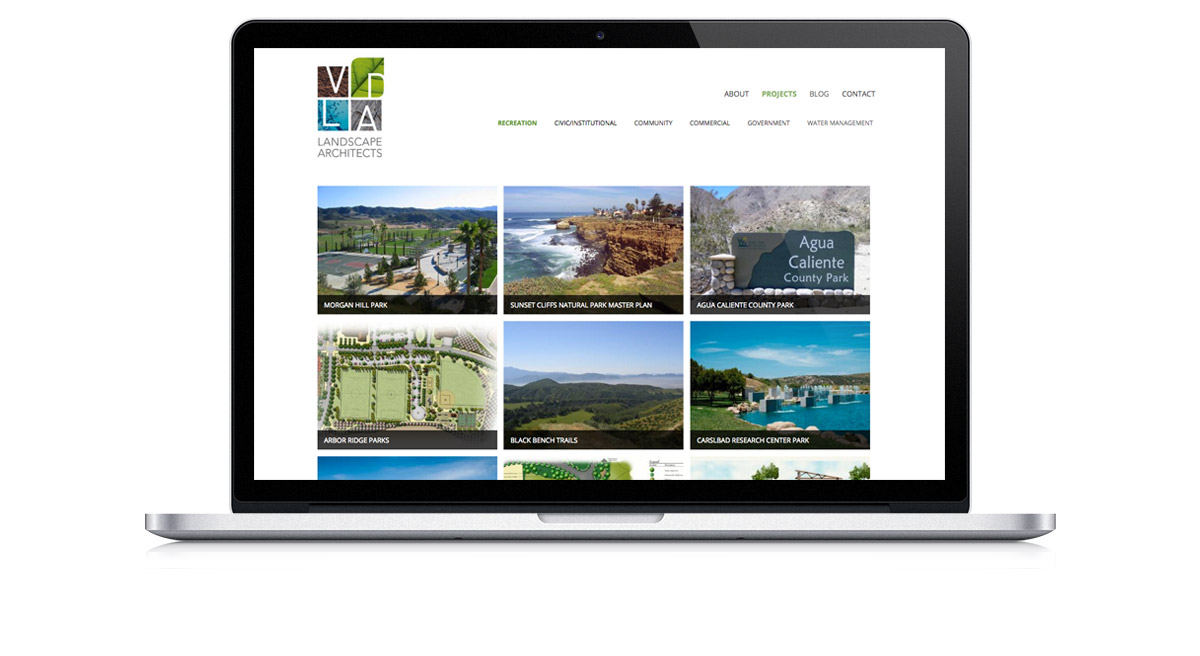 V D
L A
LANDSCAPE
ARCHITECTS
ABOUT PROJECTS BLOG CONTACT
RECREATION CIVIC/INSTITUTIONAL COMMUNITY COMMERCIAL GOVERNMENT WATER MANAGEMENT
MORGAN HILL PARK
SUNSET CLIFFS NATURAL PARK MASTER PLAN
Agua
Caliente
County Park
AGUA CALIENTE COUNTY PARK
ARBOR RIDGE PARKS
BLACK BENCH TRAILS
CARSLBAD RESEARCH CENTER PARK